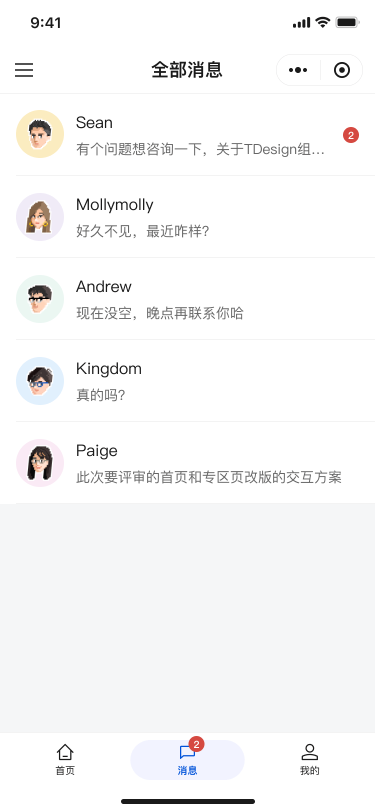 9:41
全部消息
Sean
有个问题想咨询一下，关于TDesign组...
2
Mollymolly
好久不见，最近咋样？
Andrew
现在没空，晚点再联系你哈
Kingdom
真的吗？
Paige
此次要评审的首页和专区页改版的交互方案
2
首页 消息 我的